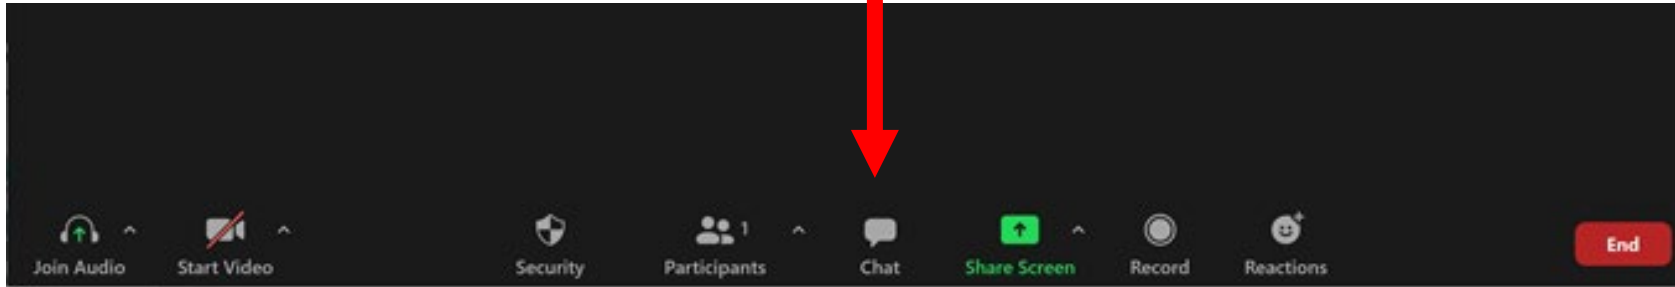 Join Audio
Start Video
Security
Participants
1
Chat
Share Screen
Record
Reactions
End